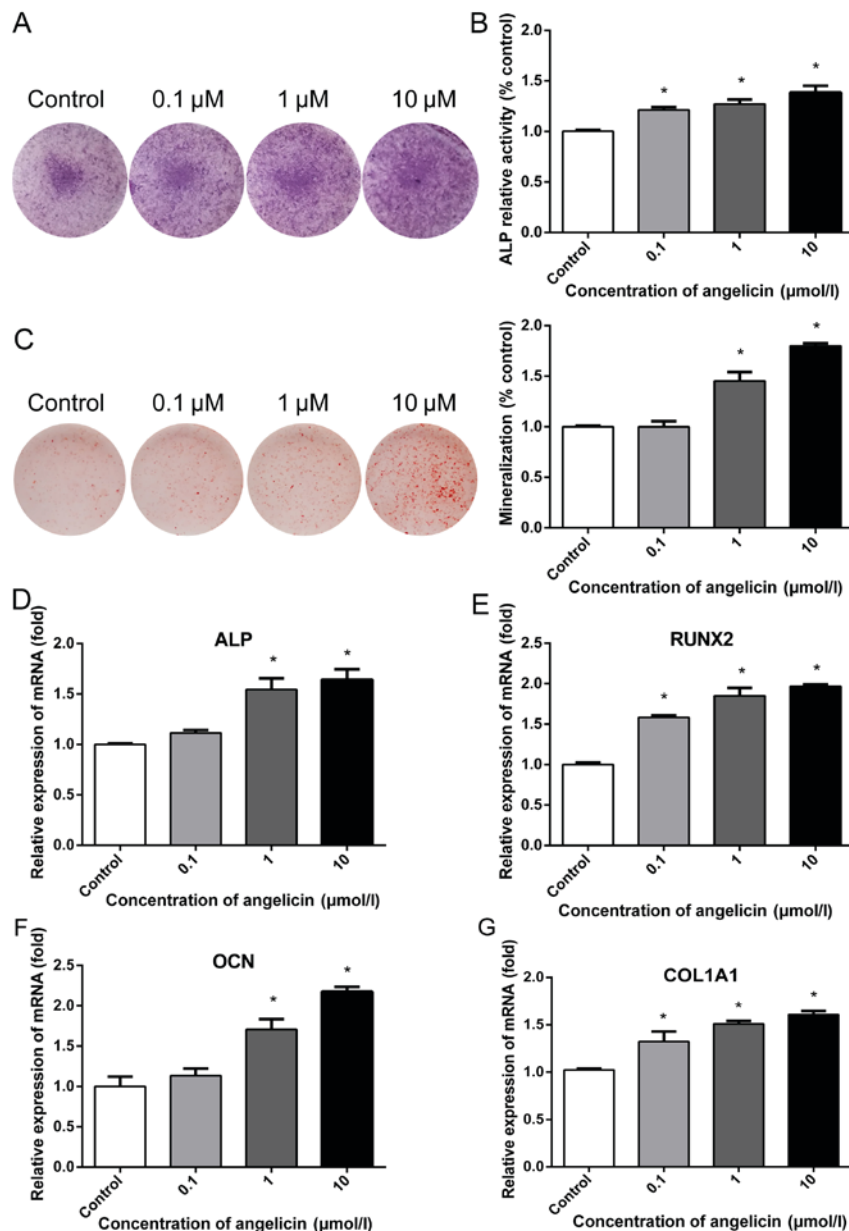 A
Control 0.1 µM 1 µM 10 µM
B
ALP relative activity (% control)
2.0
1.5
1.0
0.5
0.0
* * *
Control 0.1 1 10
Concentration of angelicin (µmol/l)
C
Control 0.1 µM 1 µM 10 µM
Mineralization (% control)
2.0
1.5
1.0
0.5
0.0
* *
Control 0.1 1 10
Concentration of angelicin (µmol/l)
D
ALP
Relative expression of mRNA (fold)
2.0
1.5
1.0
0.5
0.0
* *
Control 0.1 1 10
Concentration of angelicin (µmol/l)
E
RUNX2
Relative expression of mRNA (fold)
2.5
2.0
1.5
1.0
0.5
0.0
* * *
Control 0.1 1 10
Concentration of angelicin (µmol/l)
F
OCN
Relative expression of mRNA (fold)
2.5
2.0
1.5
1.0
0.5
0.0
* *
Control 0.1 1 10
Concentration of angelicin (µmol/l)
G
COL1A1
Relative expression of mRNA (fold)
2.0
1.5
1.0
0.5
0.0
* * *
Control 0.1 1 10
Concentration of angelicin (µmol/l)